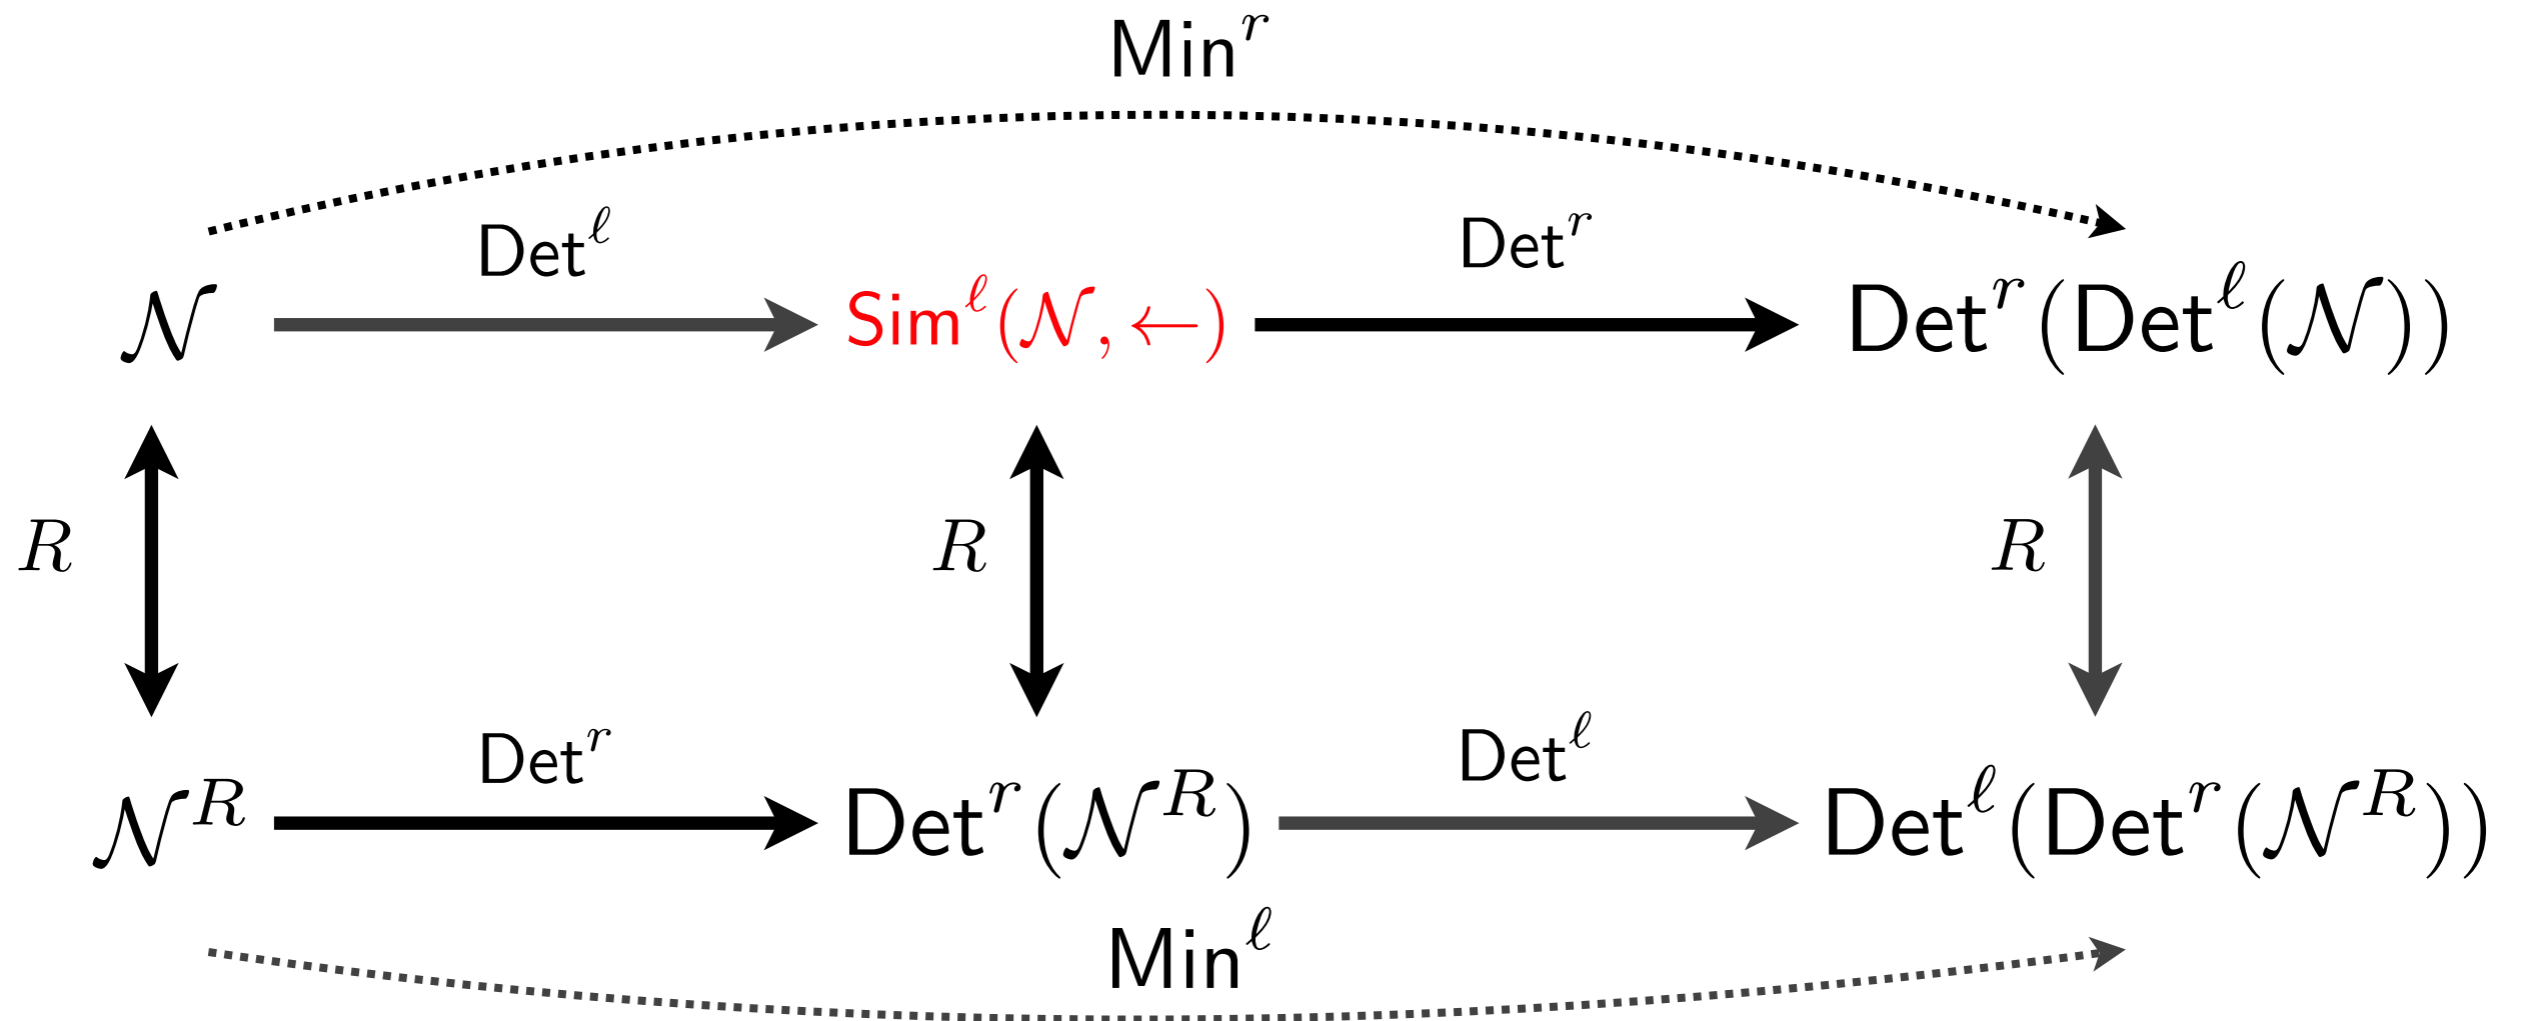 Min^r
Det^ℓ Det^r
𝒩 Sim^ℓ(𝒩, ←) Det^r(Det^ℓ(𝒩))
R R R
Det^r Det^ℓ
𝒩^R Det^r(𝒩^R) Det^ℓ(Det^r(𝒩^R))
Min^ℓ